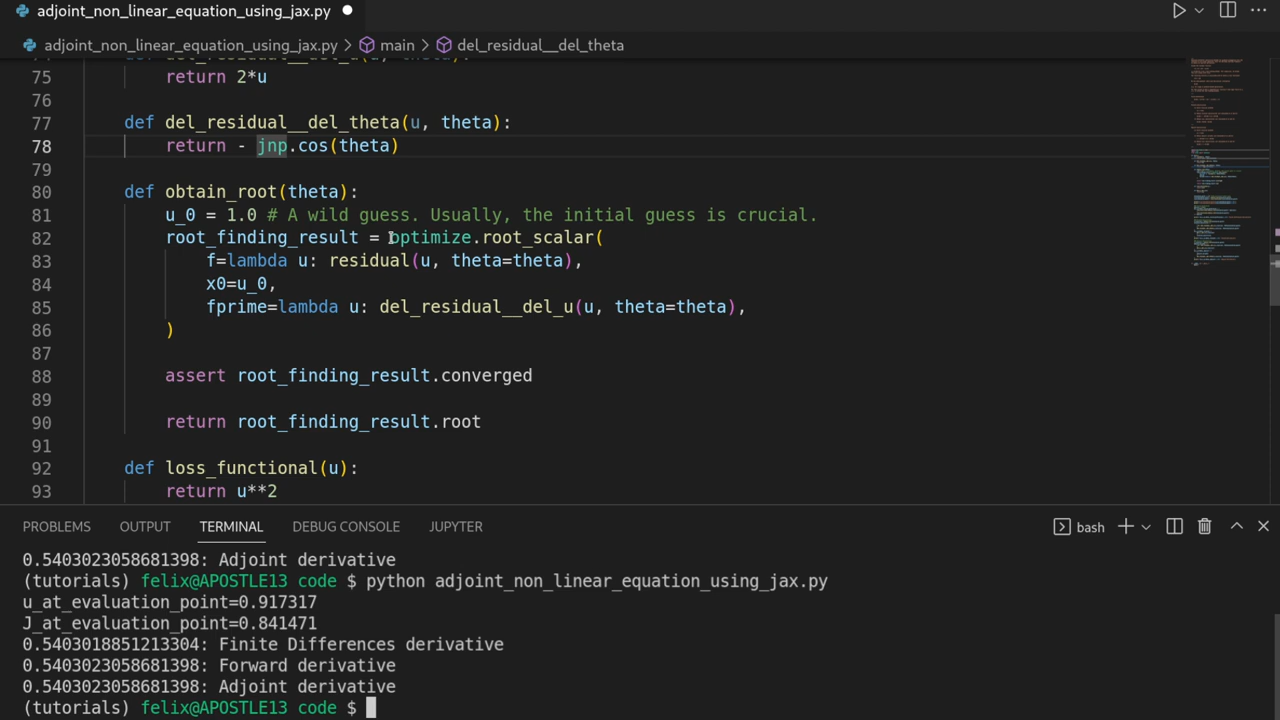 adjoint_non_linear_equation_using_jax.py
adjoint_non_linear_equation_using_jax.py > main > del_residual__del_theta
75 return 2*u
76
77 def del_residual__del_theta(u, theta):
78 return - jnp.cos(theta)
79
80 def obtain_root(theta):
81 u_0 = 1.0 # A wild guess. Usually, the initial guess is crucial.
82 root_finding_result = optimize.root_scalar(
83 f=lambda u: residual(u, theta=theta),
84 x0=u_0,
85 fprime=lambda u: del_residual__del_u(u, theta=theta),
86 )
87
88 assert root_finding_result.converged
89
90 return root_finding_result.root
91
92 def loss_functional(u):
93 return u**2
PROBLEMS OUTPUT TERMINAL DEBUG CONSOLE JUPYTER bash
0.5403023058681398: Adjoint derivative
(tutorials) felix@APOSTLE13 code $ python adjoint_non_linear_equation_using_jax.py
u_at_evaluation_point=0.917317
J_at_evaluation_point=0.841471
0.5403018851213304: Finite Differences derivative
0.5403023058681398: Forward derivative
0.5403023058681398: Adjoint derivative
(tutorials) felix@APOSTLE13 code $